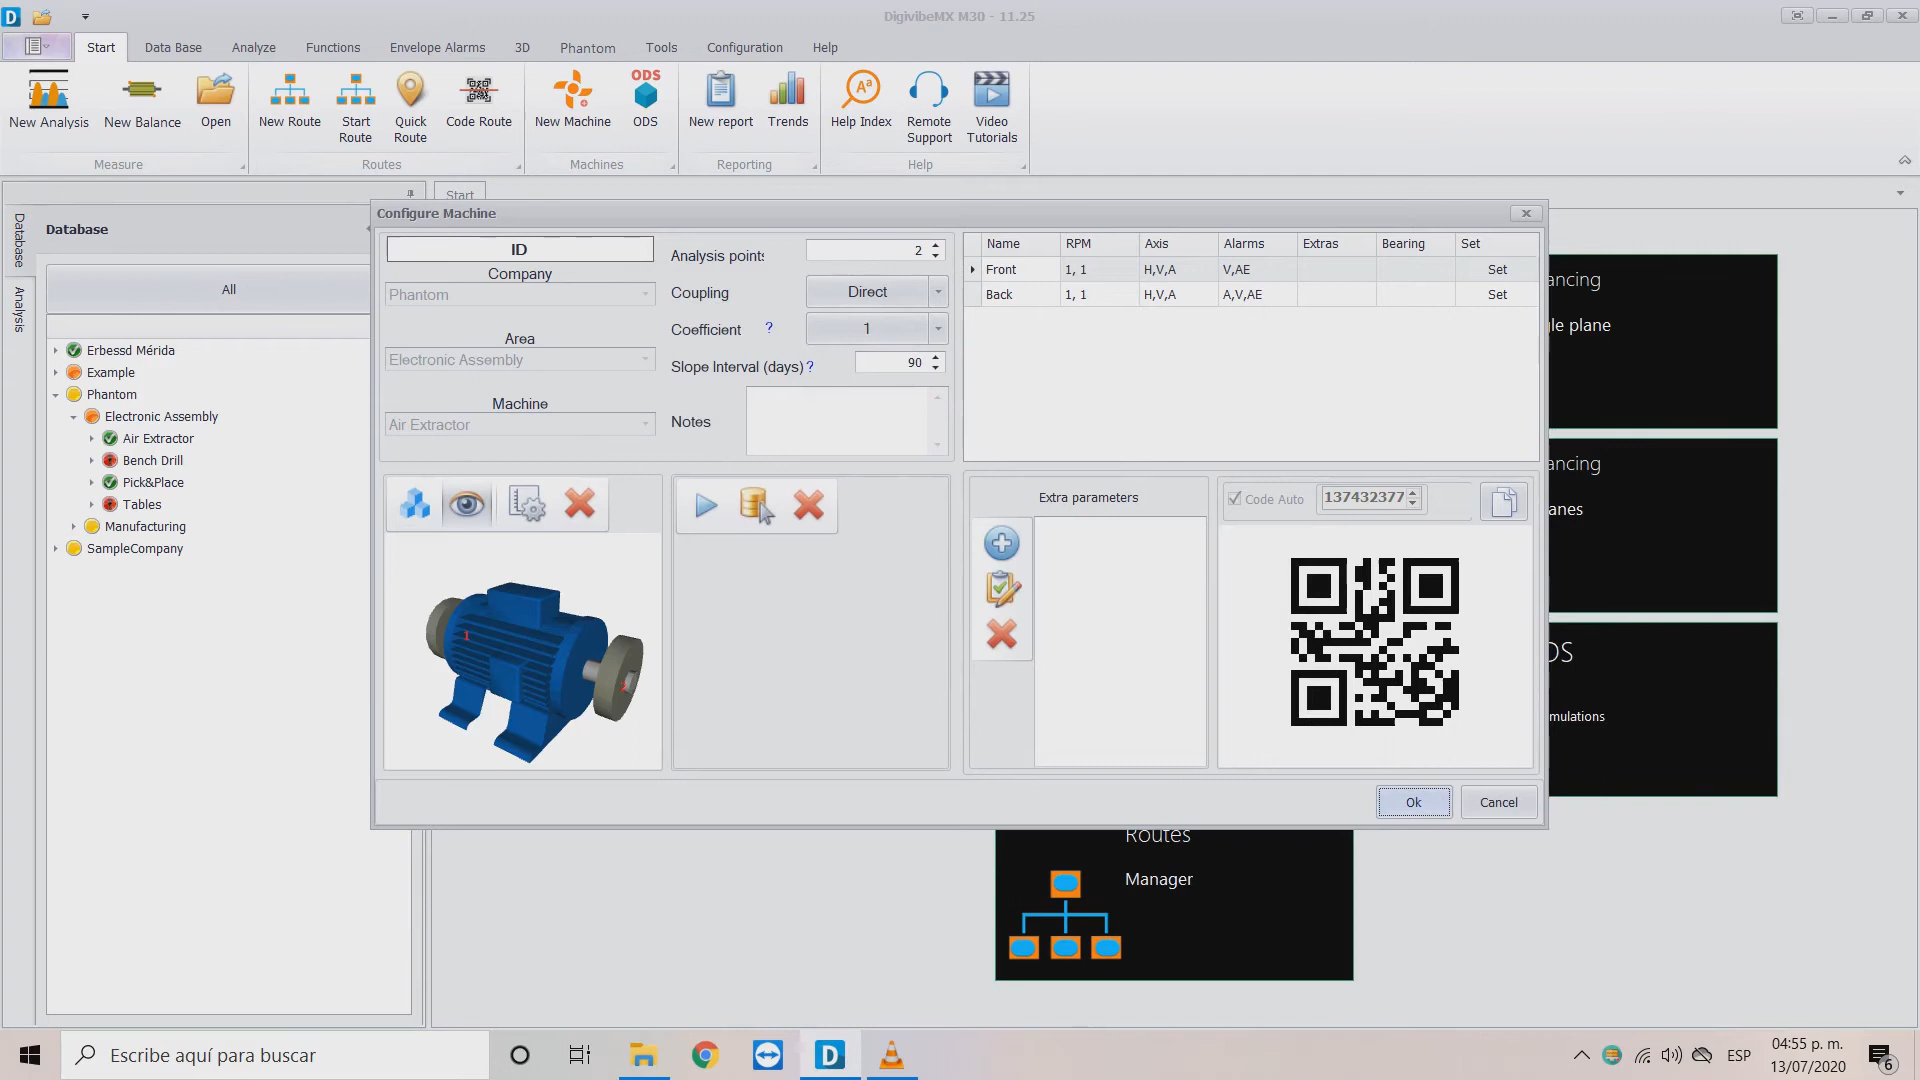 DigivibeMX M30 - 11.25
Start Data Base Analyze Functions Envelope Alarms 3D Phantom Tools Configuration Help
New Analysis
New Balance
Open
New Route
Start Route
Quick Route
Code Route
New Machine
ODS
ODS
New report
Trends
Help Index
Remote Support
Video Tutorials
Measure
Routes
Machines
Reporting
Help
Start
Database
Analysis
Database
All
Erbessd Mérida
Example
Phantom
Electronic Assembly
Air Extractor
Bench Drill
Pick&Place
Tables
Manufacturing
SampleCompany
Configure Machine
ID
Company
Phantom
Area
Electronic Assembly
Machine
Air Extractor
Analysis points 2
Coupling Direct
Coefficient ? 1
Slope Interval (days) ? 90
Notes
Name RPM Axis Alarms Extras Bearing Set
Front 1, 1 H,V,A V,AE Set
Back 1, 1 H,V,A A,V,AE Set
1
Extra parameters
Code Auto 137432377
Ok
Cancel
ancing
le plane
ancing
anes
DS
mulations
Routes
Manager
Escribe aquí para buscar
ESP
04:55 p. m.
13/07/2020
6